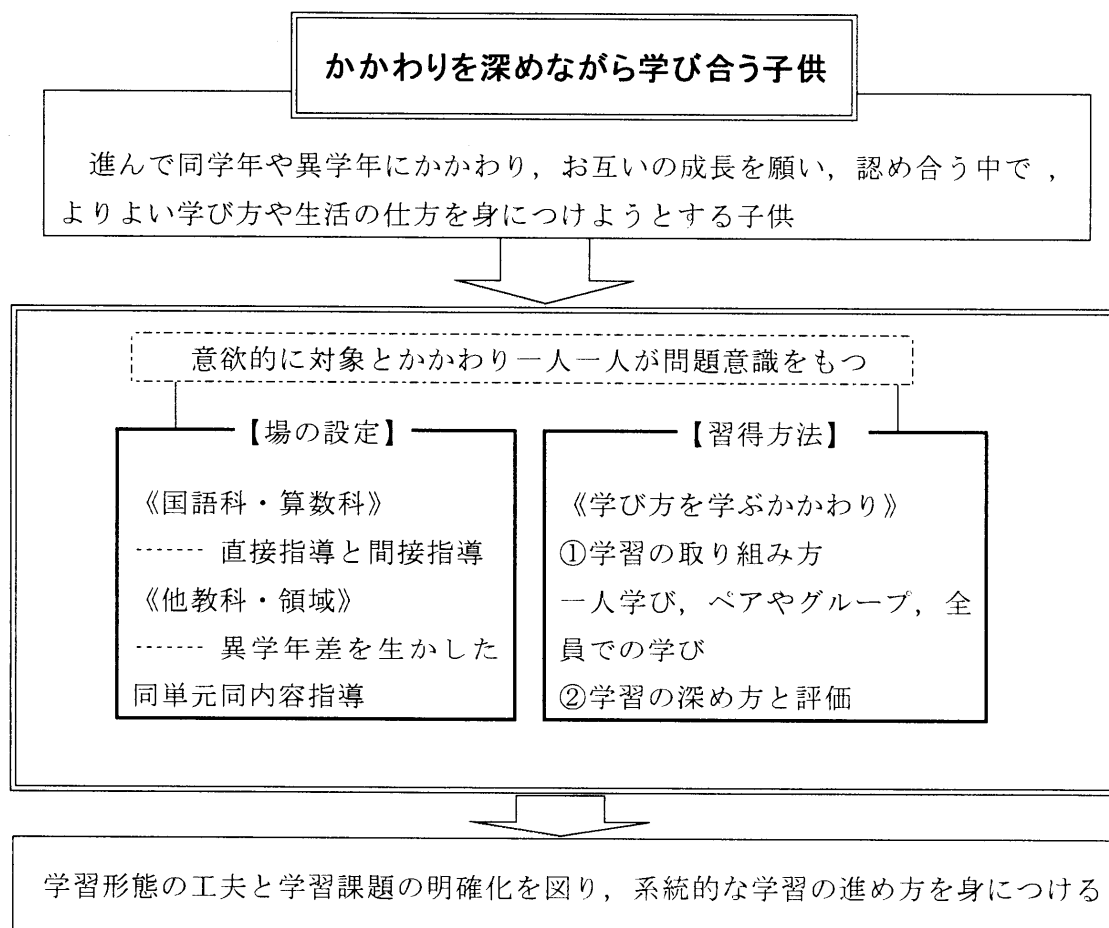 かかわりを深めながら学び合う子供
進んで同学年や異学年にかかわり，お互いの成長を願い，認め合う中で，
よりよい学び方や生活の仕方を身につけようとする子供
意欲的に対象とかかわり一人一人が問題意識をもつ
【場の設定】
《国語科・算数科》
------- 直接指導と間接指導
《他教科・領域》
------- 異学年差を生かした
同単元同内容指導
【習得方法】
《学び方を学ぶかかわり》
①学習の取り組み方
一人学び，ペアやグループ，全
員での学び
②学習の深め方と評価
学習形態の工夫と学習課題の明確化を図り，系統的な学習の進め方を身につける